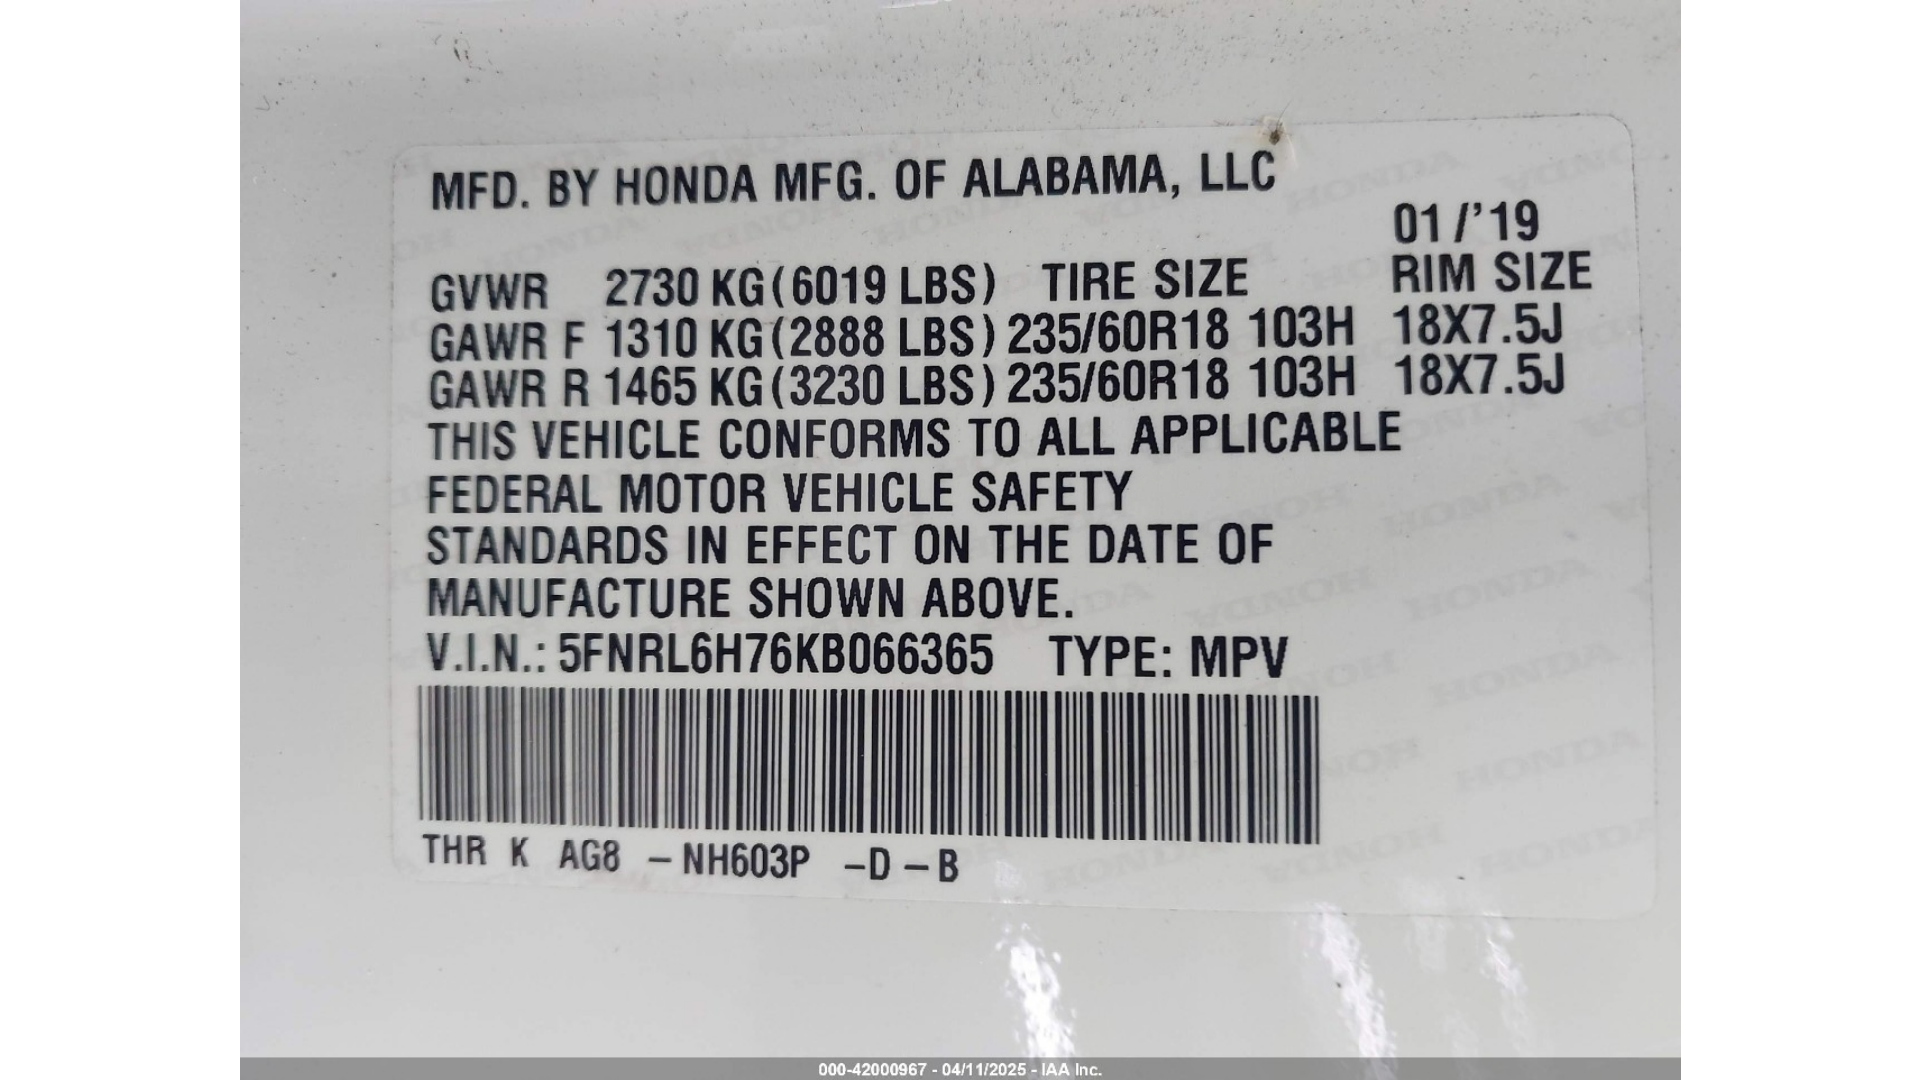 MFD. BY HONDA MFG. OF ALABAMA, LLC
01/'19
GVWR 2730 KG(6019 LBS) TIRE SIZE RIM SIZE
GAWR F 1310 KG(2888 LBS) 235/60R18 103H 18X7.5J
GAWR R 1465 KG(3230 LBS) 235/60R18 103H 18X7.5J
THIS VEHICLE CONFORMS TO ALL APPLICABLE
FEDERAL MOTOR VEHICLE SAFETY
STANDARDS IN EFFECT ON THE DATE OF
MANUFACTURE SHOWN ABOVE.
V.I.N.: 5FNRL6H76KB066365 TYPE: MPV
THR K AG8 -NH603P -D-B
000-42000967 - 04/11/2025 - IAA Inc.